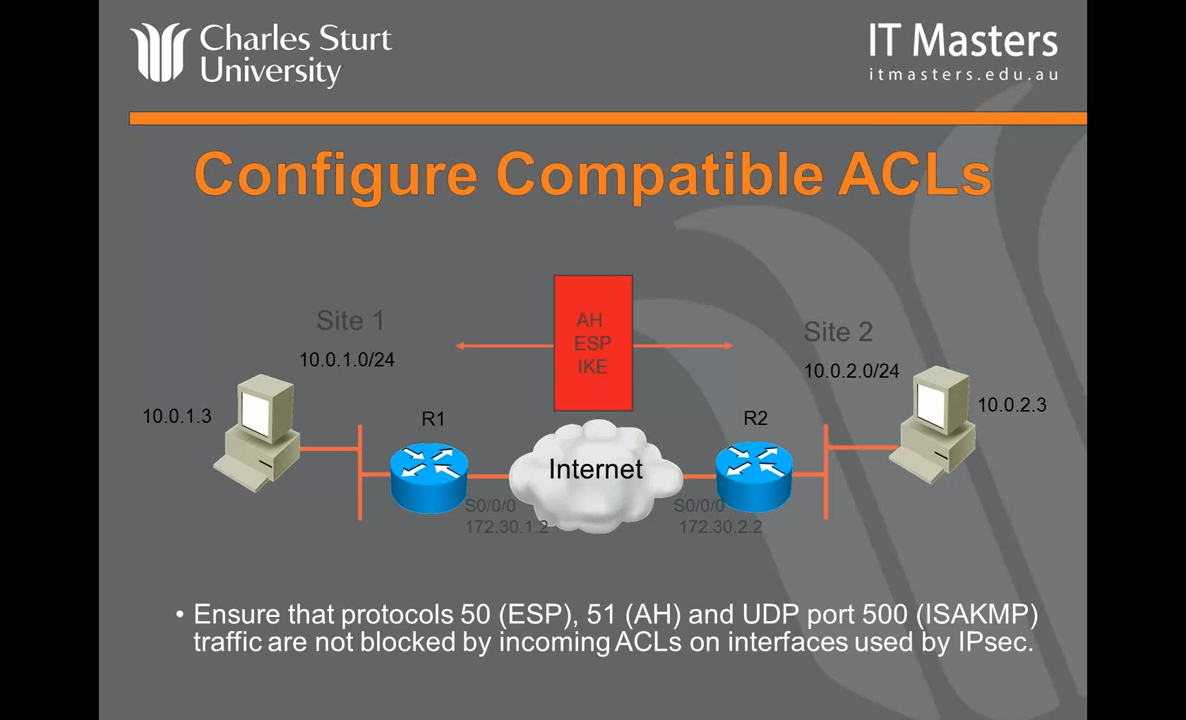 Charles Sturt
University
IT Masters
itmasters.edu.au
Configure Compatible ACLs
AH
ESP
IKE
Site 1
10.0.1.0/24
Site 2
10.0.2.0/24
10.0.1.3
10.0.2.3
R1
R2
Internet
S0/0/0
172.30.1.2
S0/0/0
172.30.2.2
• Ensure that protocols 50 (ESP), 51 (AH) and UDP port 500 (ISAKMP)
traffic are not blocked by incoming ACLs on interfaces used by IPsec.